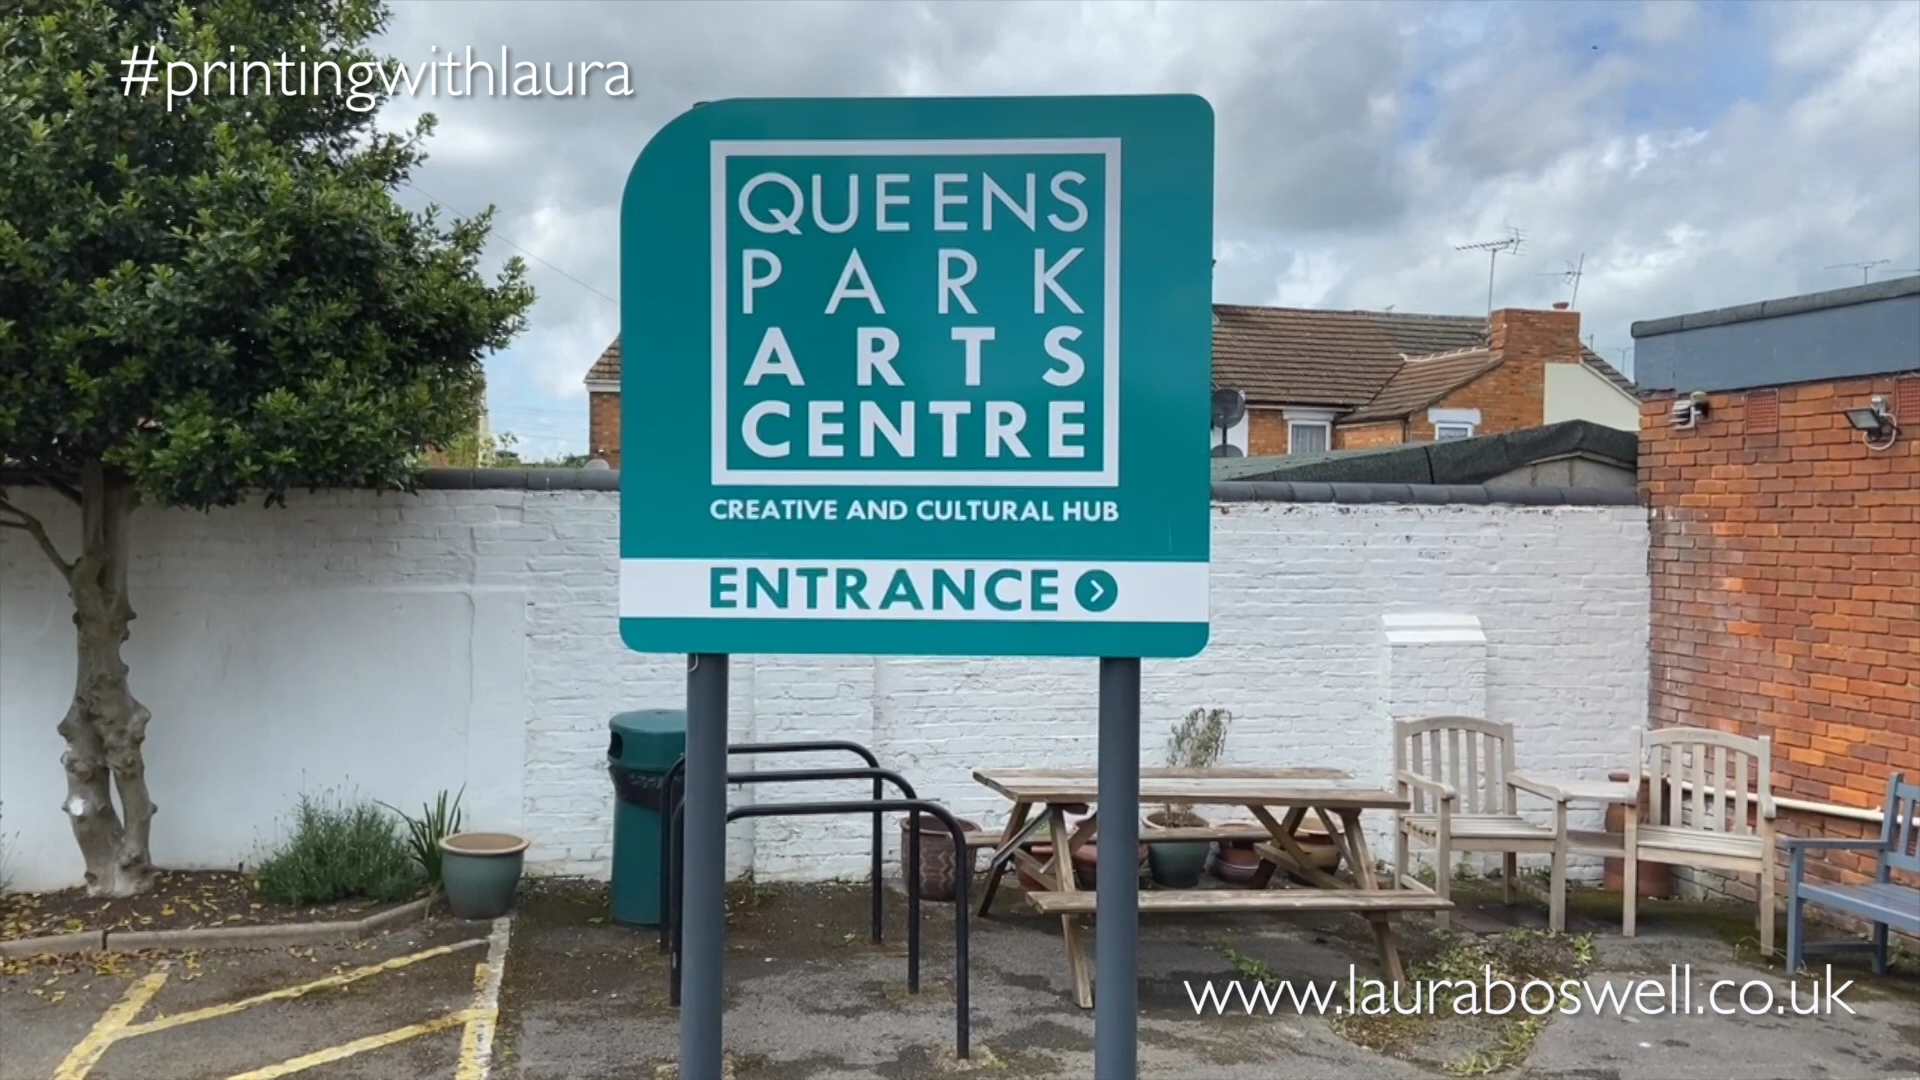 #printingwithlaura
QUEENS
PARK
ARTS
CENTRE
CREATIVE AND CULTURAL HUB
ENTRANCE
www.lauraboswell.co.uk